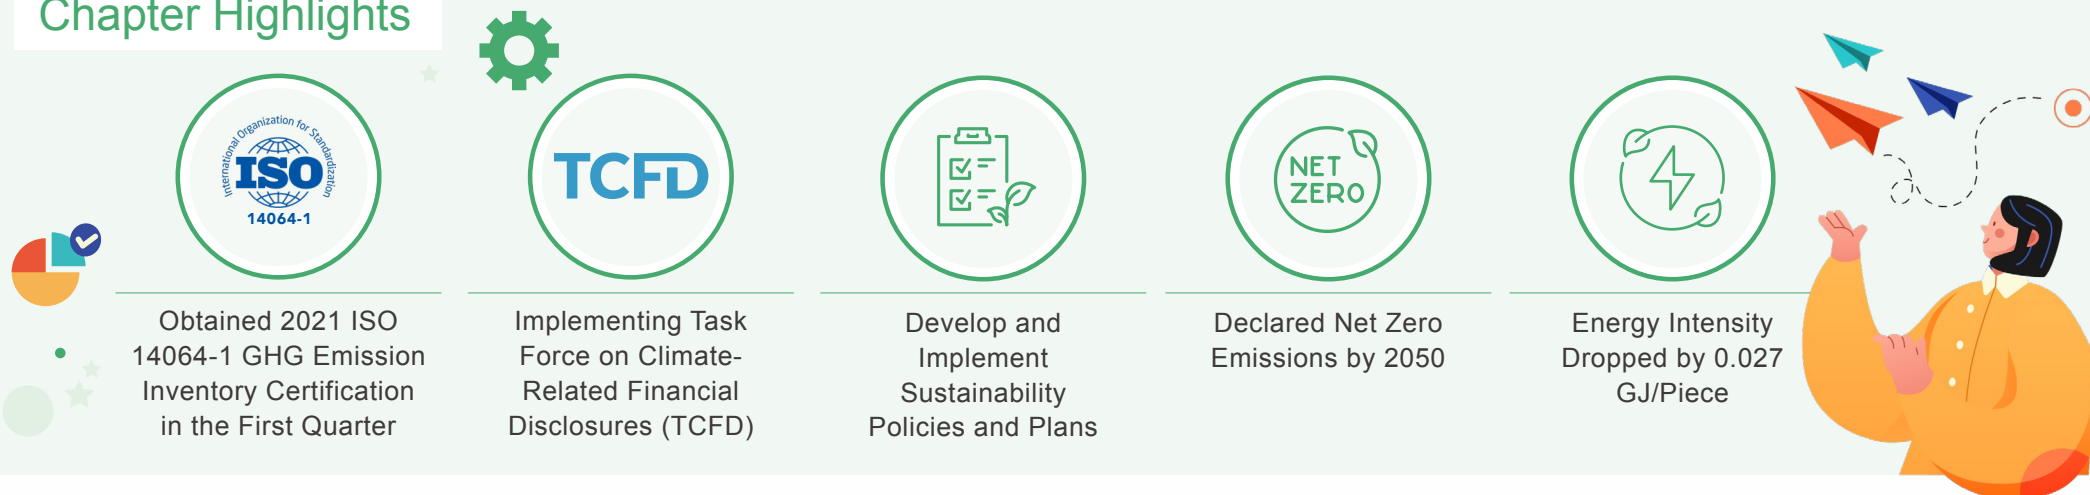 Chapter Highlights
International Organization for Standardization
ISO
14064-1
TCFD
NET
ZERO
Obtained 2021 ISO
14064-1 GHG Emission
Inventory Certification
in the First Quarter
Implementing Task
Force on Climate-
Related Financial
Disclosures (TCFD)
Develop and
Implement
Sustainability
Policies and Plans
Declared Net Zero
Emissions by 2050
Energy Intensity
Dropped by 0.027
GJ/Piece